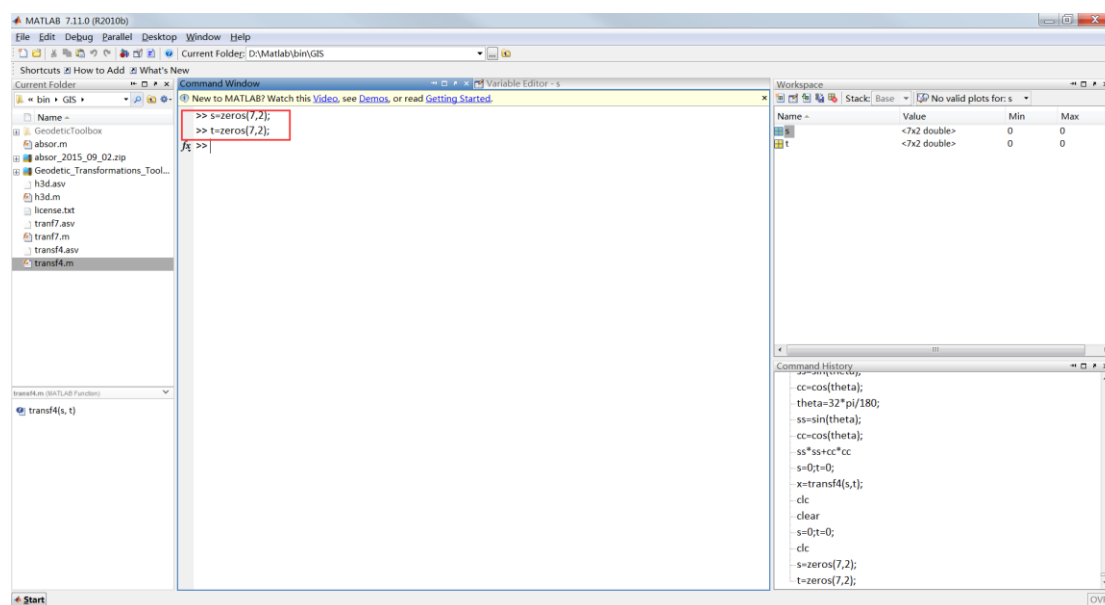 MATLAB 7.11.0 (R2010b)
File Edit Debug Parallel Desktop Window Help
Current Folder: D:\Matlab\bin\GIS
Shortcuts How to Add What's New
Current Folder
« bin ▸ GIS ▸
Name
GeodeticToolbox
absor.m
absor_2015_09_02.zip
Geodetic_Transformations_Tool...
h3d.asv
h3d.m
license.txt
tranf7.asv
tranf7.m
transf4.asv
transf4.m
transf4.m (MATLAB Function)
transf4(s, t)
Command Window
Variable Editor - s
New to MATLAB? Watch this Video, see Demos, or read Getting Started.
>> s=zeros(7,2);
>> t=zeros(7,2);
fx >>
Workspace
Stack: Base No valid plots for: s
Name Value Min Max
s <7x2 double> 0 0
t <7x2 double> 0 0
Command History
ss=sin(theta);
cc=cos(theta);
theta=32*pi/180;
ss=sin(theta);
cc=cos(theta);
ss*ss+cc*cc
s=0;t=0;
x=transf4(s,t);
clc
clear
s=0;t=0;
clc
s=zeros(7,2);
t=zeros(7,2);
Start